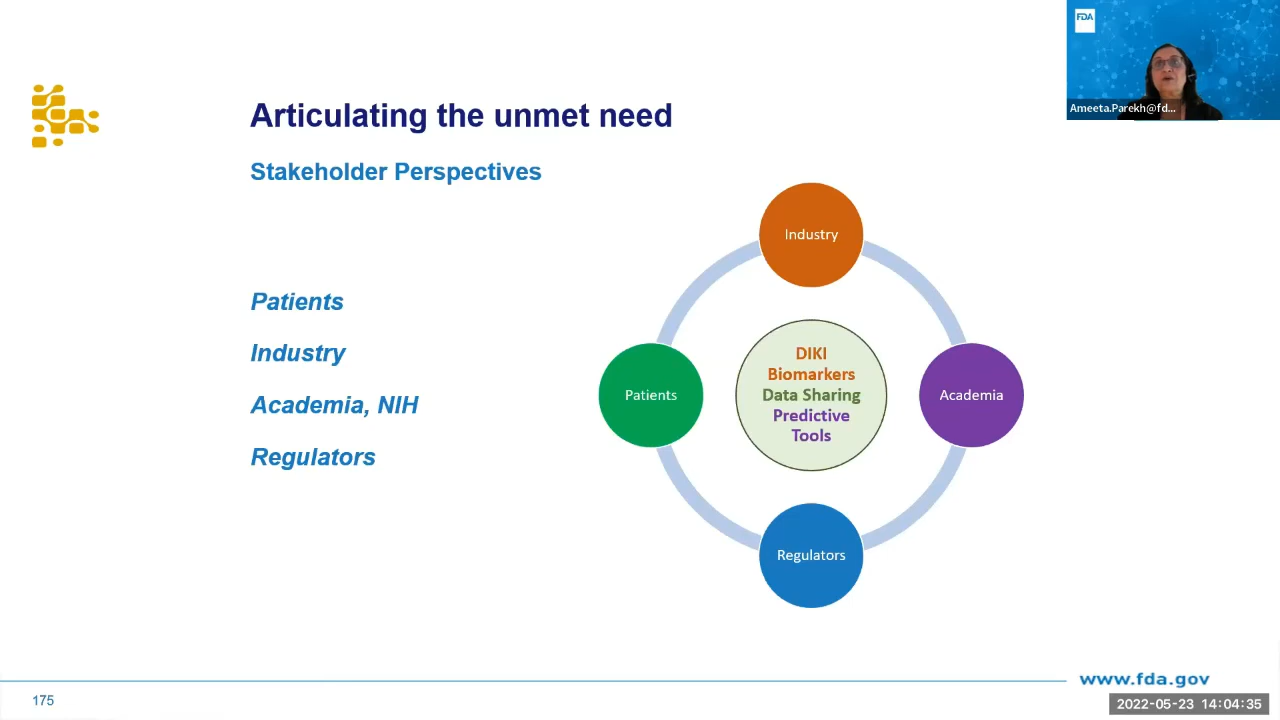 FDA
Ameeta.Parekh@fd...
Articulating the unmet need
Stakeholder Perspectives
Patients
Industry
Academia, NIH
Regulators
Industry
Patients
DIKI
Biomarkers
Data Sharing
Predictive
Tools
Academia
Regulators
www.fda.gov
175
2022-05-23 14:04:35